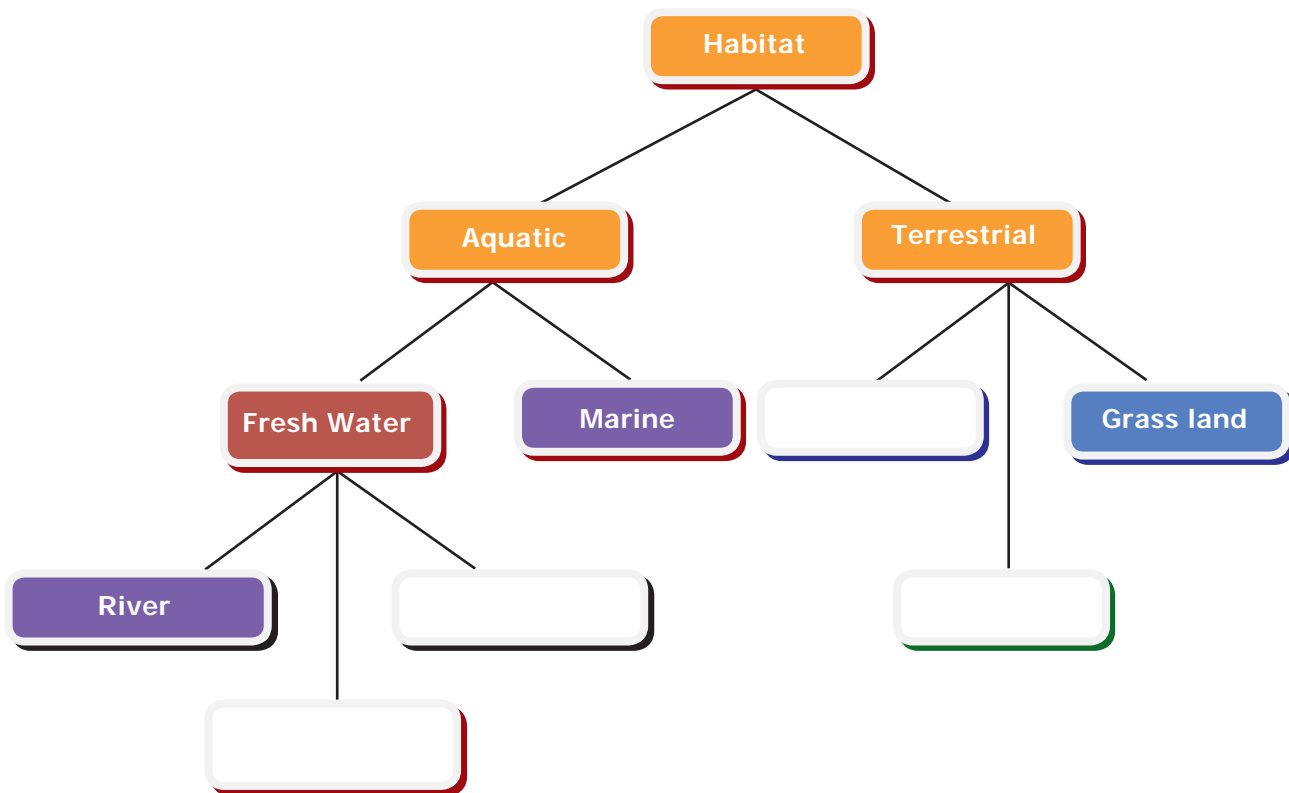 Habitat
Aquatic
Terrestrial
Fresh Water
Marine
Grass land
River